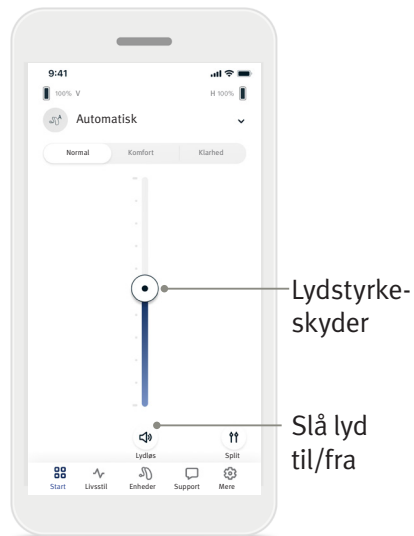 9:41
100% V H 100%
Automatisk
Normal Komfort Klarhed
Lydstyrke-
skyder
Slå lyd
til/fra
Lydløs Split
Start Livsstil Enheder Support Mere